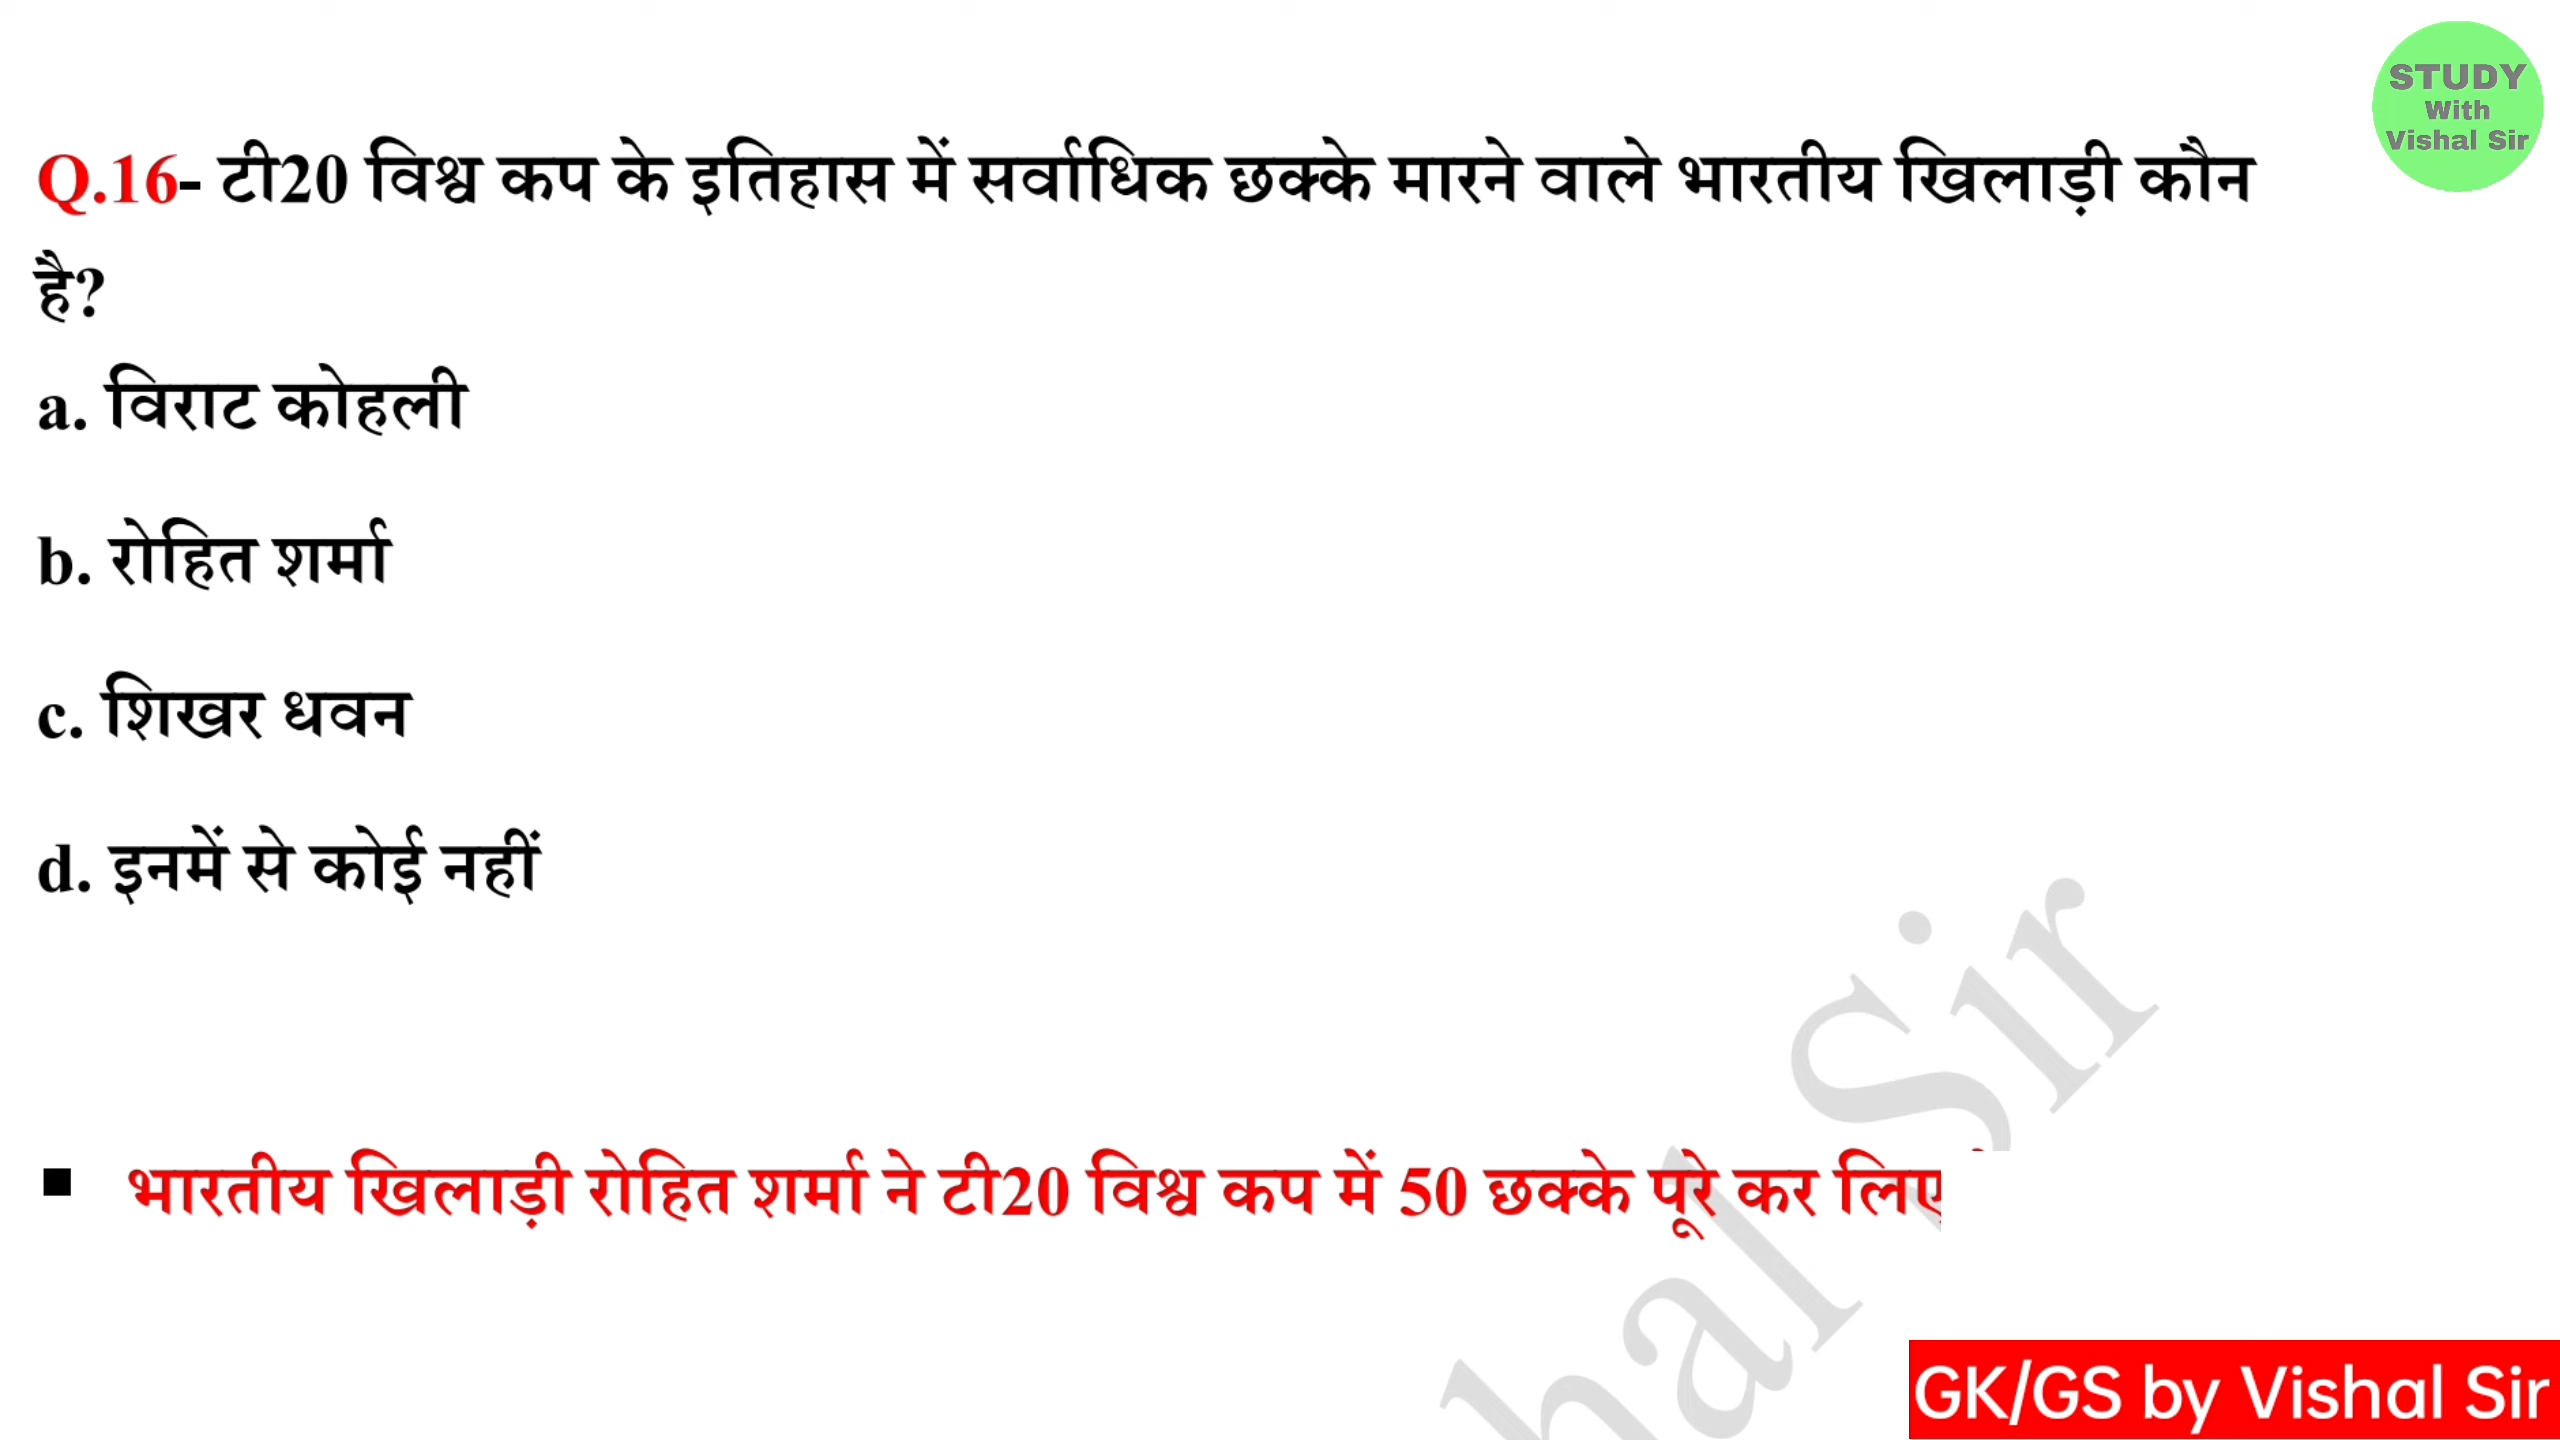 STUDY
With
Vishal Sir
Q.16- टी20 विश्व कप के इतिहास में सर्वाधिक छक्के मारने वाले भारतीय खिलाड़ी कौन
है?
a. विराट कोहली
b. रोहित शर्मा
c. शिखर धवन
d. इनमें से कोई नहीं
भारतीय खिलाड़ी रोहित शर्मा ने टी20 विश्व कप में 50 छक्के पूरे कर लिए
hal Sir
GK/GS by Vishal Sir